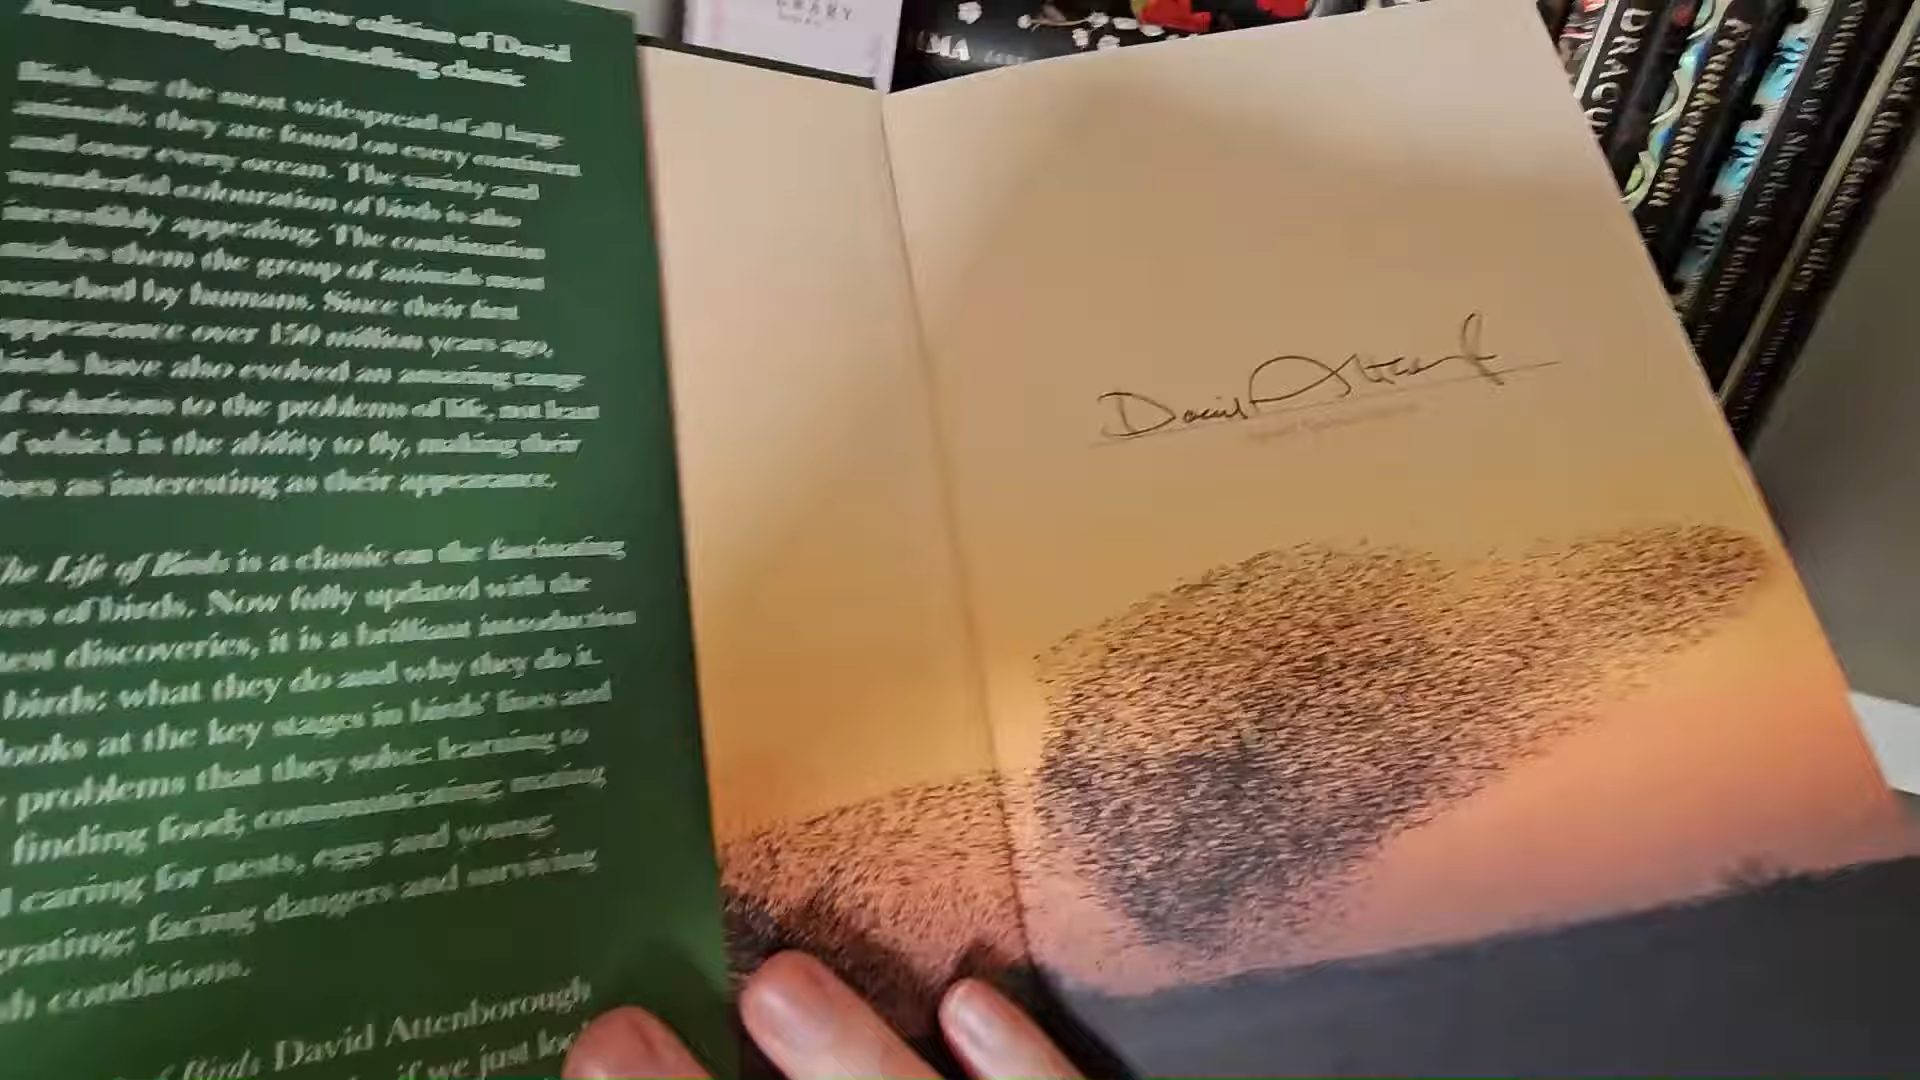 new edition of David
Attenborough's bestselling classic
Birds are the most widespread of all large
animals; they are found on every continent
and over every ocean. The variety and
wonderful colouration of birds is also
incredibly appealing. The combination
makes them the group of animals most
watched by humans. Since their first
appearance over 150 million years ago,
birds have also evolved an amazing range
of solutions to the problems of life, not least
of which is the ability to fly, making their
as interesting as their appearance.
The Life of Birds is a classic on the fascinating
of birds. Now fully updated with the
discoveries, it is a brilliant introduction
birds: what they do and why they do it.
looks at the key stages in birds' lives and
problems that they solve: learning to
finding food; communicating; mating
caring for nests, eggs and young;
facing dangers and surviving
conditions.
of Birds David Attenborough
if we just
David Attenborough
DRACU
of Sherlock Holmes